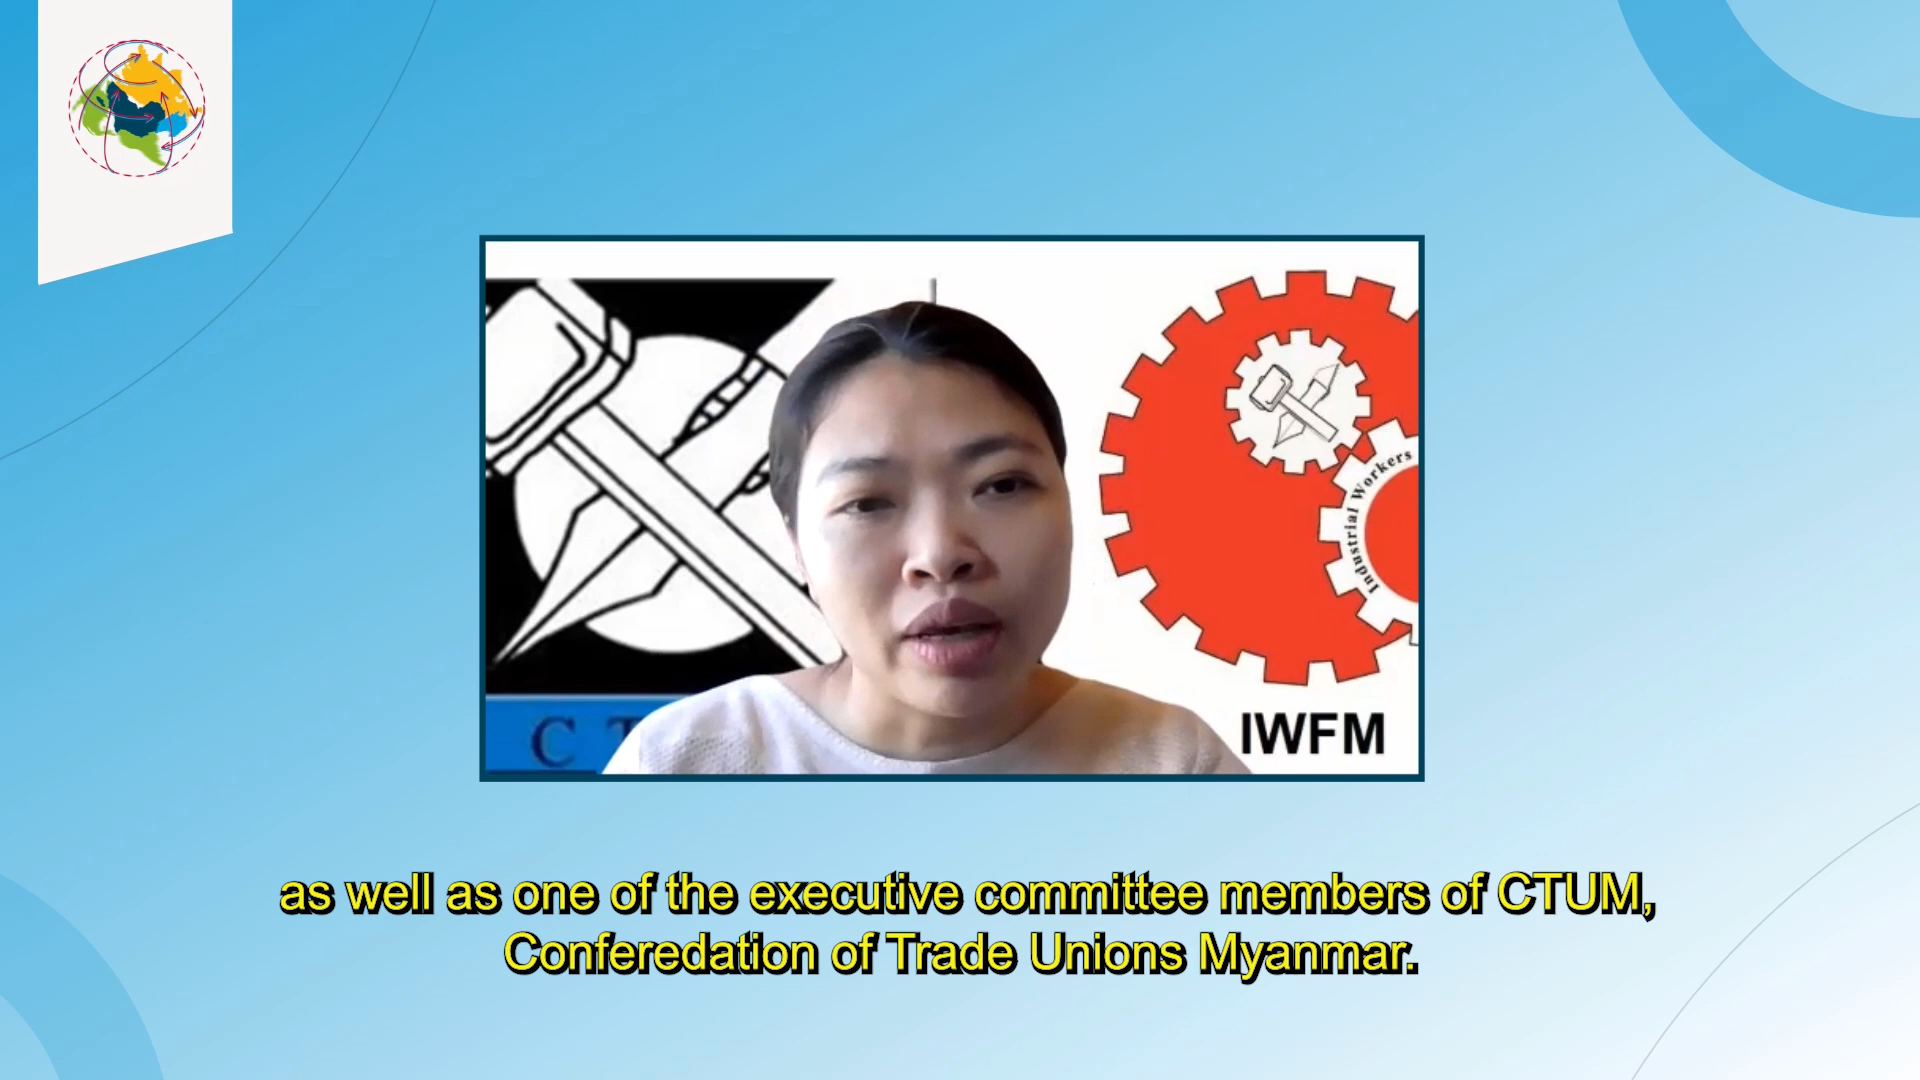 Industrial Workers
C T
IWFM
as well as one of the executive committee members of CTUM,
Conferedation of Trade Unions Myanmar.